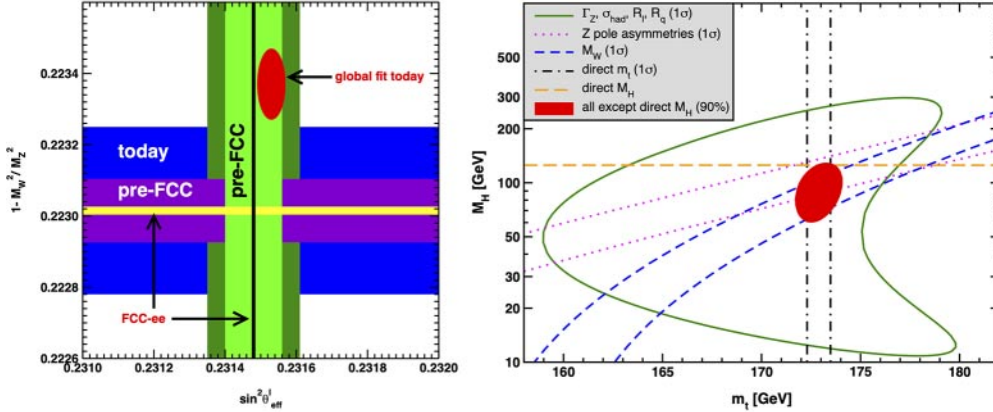 0.2234
0.2232
0.2230
0.2228
0.2226
1- M_W^2/ M_Z^2
today
pre-FCC
pre-FCC
global fit today
FCC-ee
0.2310
0.2312
0.2314
0.2316
0.2318
0.2320
sin^2θ^l_eff
Γ_Z, σ_had, R_l, R_q (1σ)
Z pole asymmetries (1σ)
M_W (1σ)
direct m_t (1σ)
direct M_H
all except direct M_H (90%)
500
300
200
100
50
30
20
10
M_H [GeV]
160
165
170
175
180
m_t [GeV]